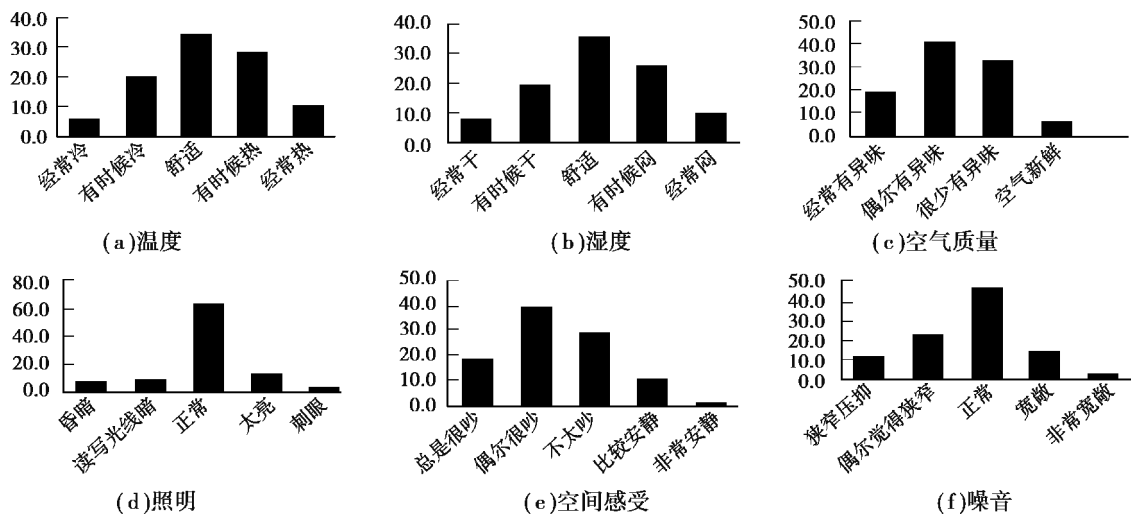 40.0
30.0
20.0
10.0
0.0
经常冷
有时候冷
舒适
有时候热
经常热
(a)温度
40.0
30.0
20.0
10.0
0.0
经常干
有时候干
舒适
有时候闷
经常闷
(b)湿度
50.0
40.0
30.0
20.0
10.0
0.0
经常有异味
偶尔有异味
很少有异味
空气新鲜
(c)空气质量
80.0
60.0
40.0
20.0
0.0
昏暗
读写光线暗
正常
太亮
刺眼
(d)照明
50.0
40.0
30.0
20.0
10.0
0.0
总是很吵
偶尔很吵
不太吵
比较安静
非常安静
(e)空间感受
50.0
40.0
30.0
20.0
10.0
0.0
狭窄压抑
偶尔觉得狭窄
正常
宽敞
非常宽敞
(f)噪音